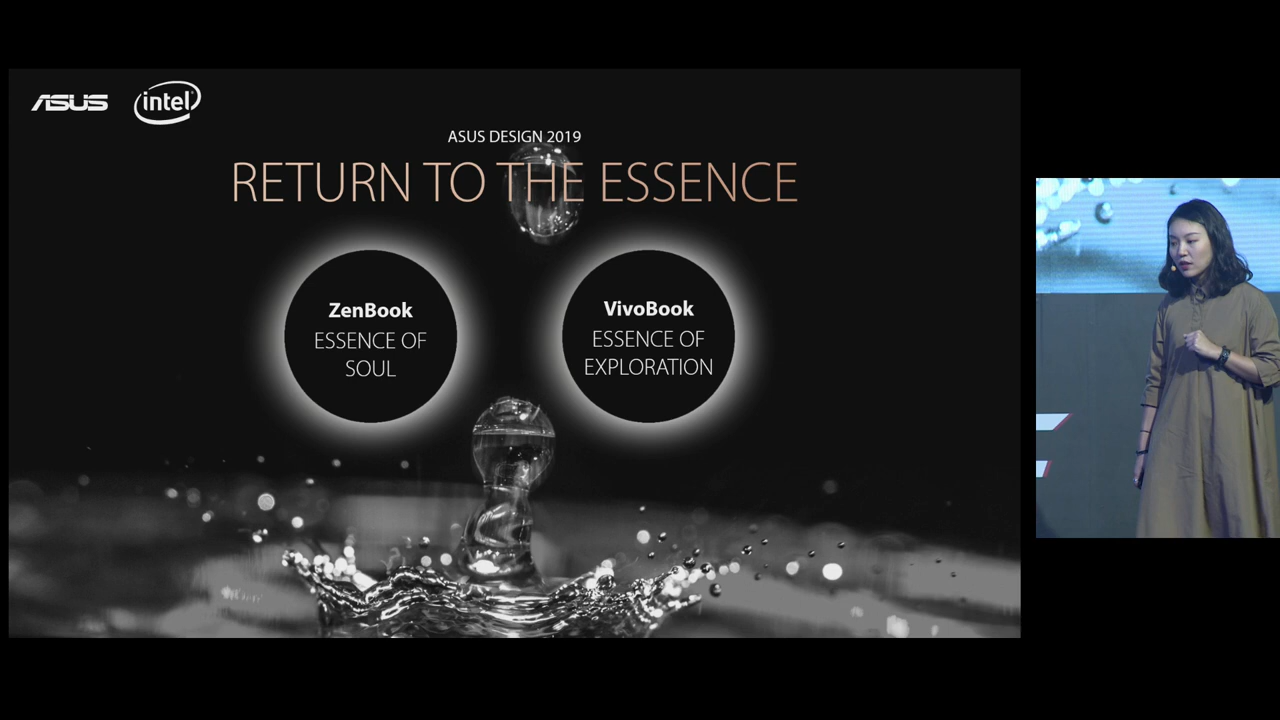 ASUS
intel
ASUS DESIGN 2019
RETURN TO THE ESSENCE
ZenBook
ESSENCE OF
SOUL
VivoBook
ESSENCE OF
EXPLORATION